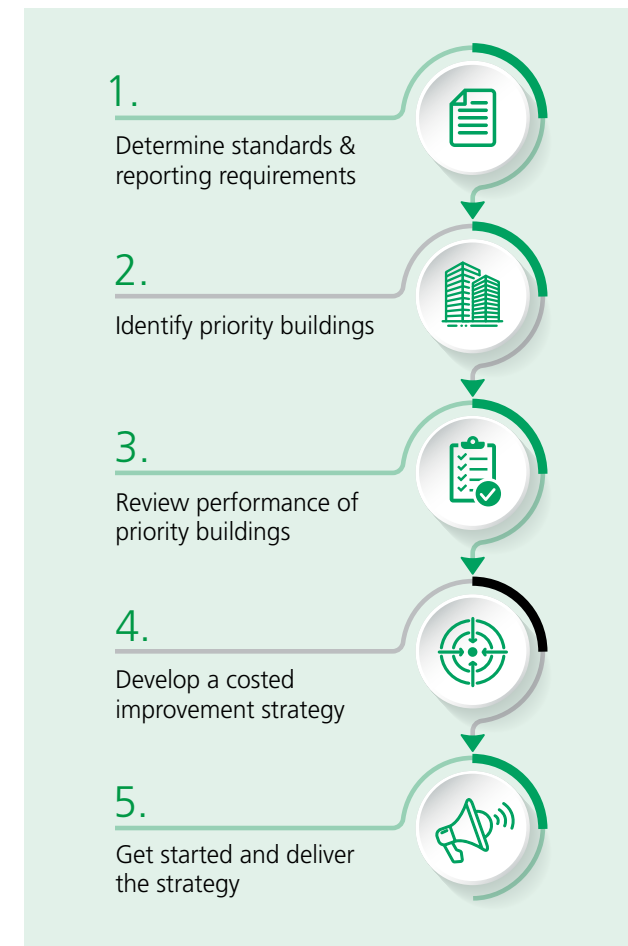 1.
Determine standards &
reporting requirements
2.
Identify priority buildings
3.
Review performance of
priority buildings
4.
Develop a costed
improvement strategy
5.
Get started and deliver
the strategy